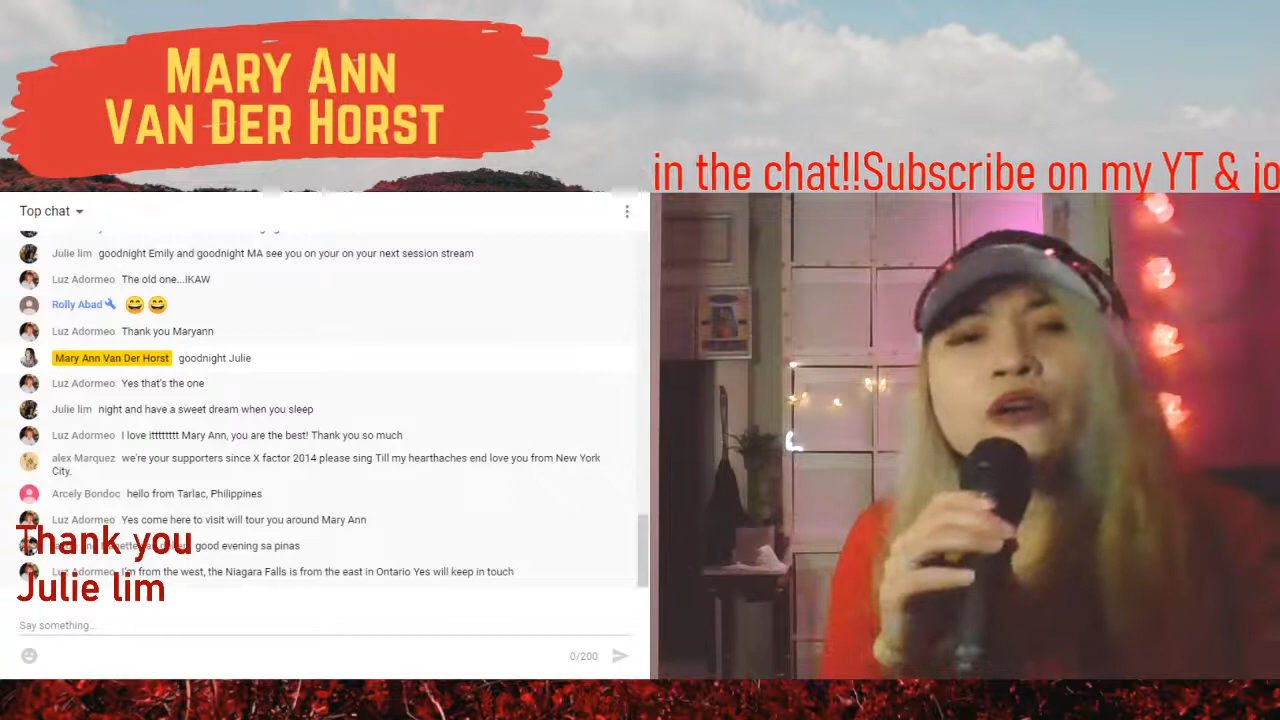 MARY ANN
VAN DER HORST
in the chat!!Subscribe on my YT & jo
Top chat
Julie lim goodnight Emily and goodnight MA see you on your on your next session stream
Luz Adormeo The old one...IKAW
Rolly Abad
Luz Adormeo Thank you Maryann
Mary Ann Van Der Horst goodnight Julie
Luz Adormeo Yes that's the one
Julie lim night and have a sweet dream when you sleep
Luz Adormeo I love itttttttt Mary Ann, you are the best! Thank you so much
alex Marquez we're your supporters since X factor 2014 please sing Till my hearthaches end love you from New York
City.
Arcely Bondoc hello from Tarlac, Philippines
Luz Adormeo Yes come here to visit will tour you around Mary Ann
good evening sa pinas
Luz Adormeo I'm from the west, the Niagara Falls is from the east in Ontario Yes will keep in touch
Thank you
Julie lim
Say something...
0/200